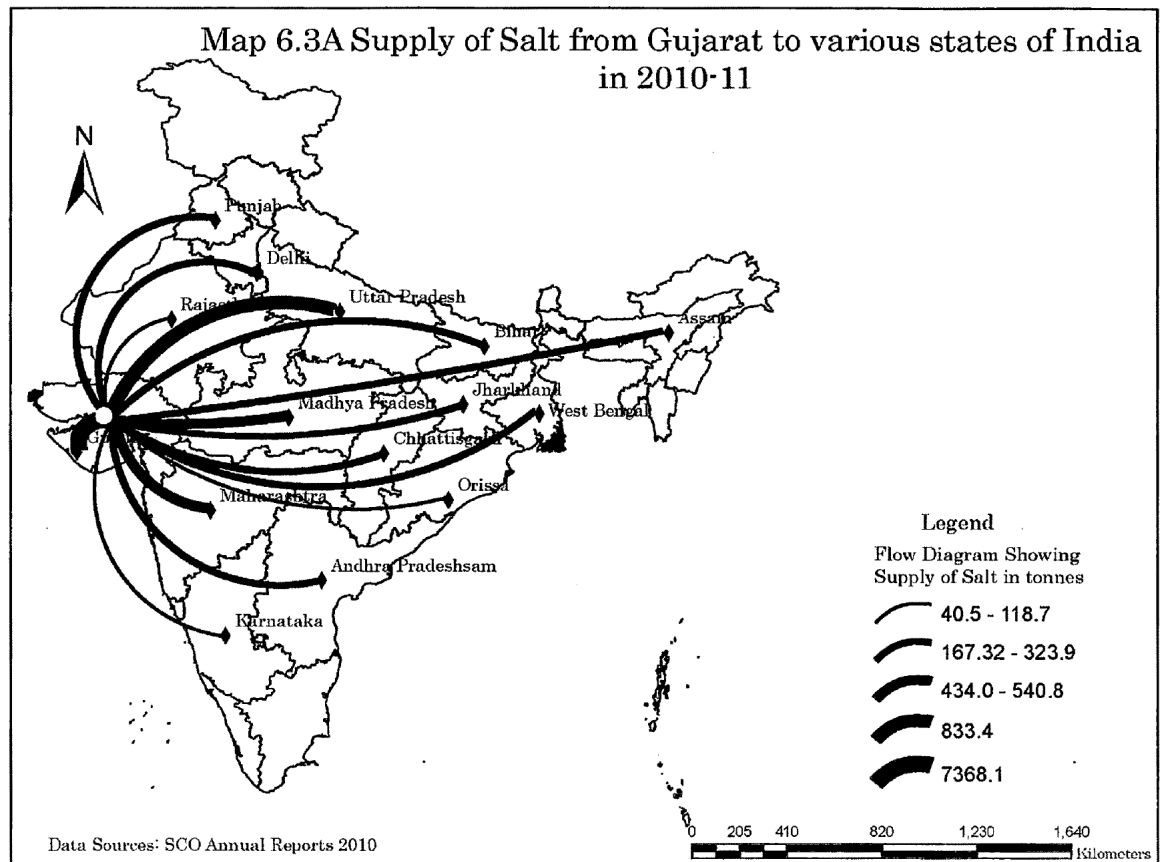 Map 6.3A Supply of Salt from Gujarat to various states of India
in 2010-11
N
Punjab
Delhi
Uttar Pradesh
Bihar
Assam
Jharkhand
Madhya Pradesh
West Bengal
Chhattisgarh
Orissa
Maharashtra
Andhra Pradeshsam
Karnataka
Legend
Flow Diagram Showing
Supply of Salt in tonnes
40.5 - 118.7
167.32 - 323.9
434.0 - 540.8
833.4
7368.1
Data Sources: SCO Annual Reports 2010
0 205 410 820 1,230 1,640
Kilometers